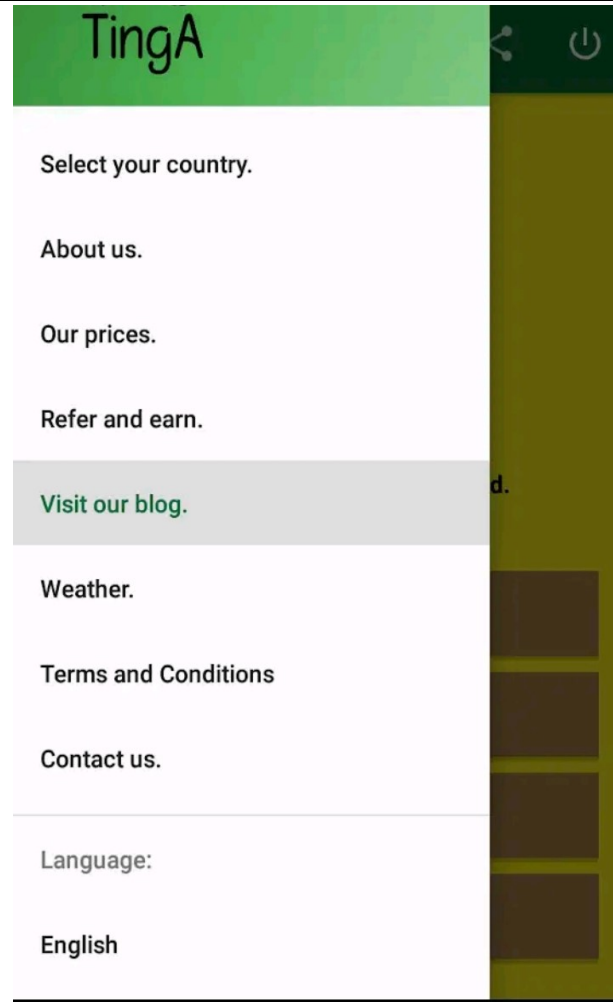 TingA
Select your country.
About us.
Our prices.
Refer and earn.
Visit our blog.
d.
Weather.
Terms and Conditions
Contact us.
Language:
English